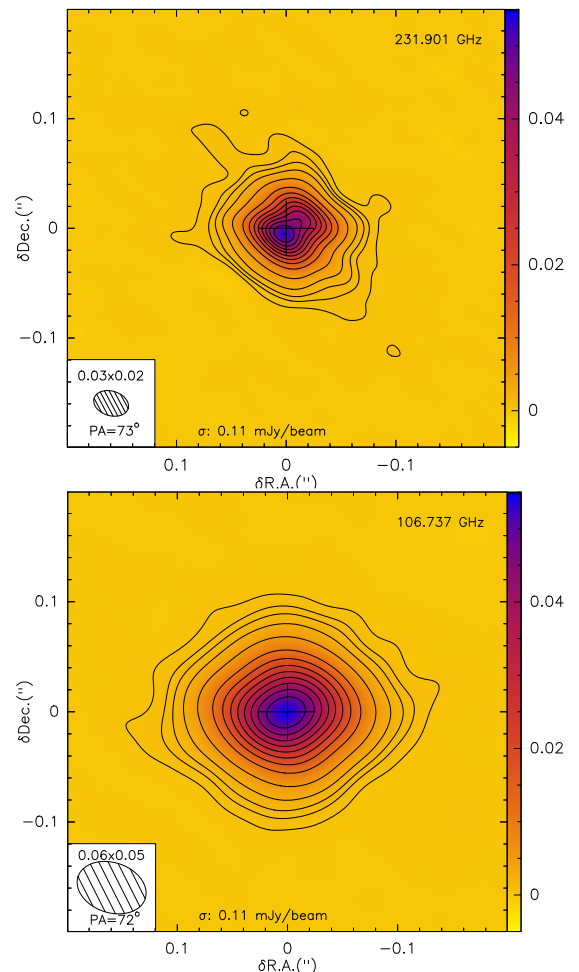 231.901 GHz
0.1
0
−0.1
δDec.('')
0.04
0.02
0
0.03x0.02
PA=73°
σ: 0.11 mJy/beam
0.1
0
−0.1
δR.A.('')
106.737 GHz
0.1
0
−0.1
δDec.('')
0.04
0.02
0
0.06x0.05
PA=72°
σ: 0.11 mJy/beam
0.1
0
−0.1
δR.A.('')